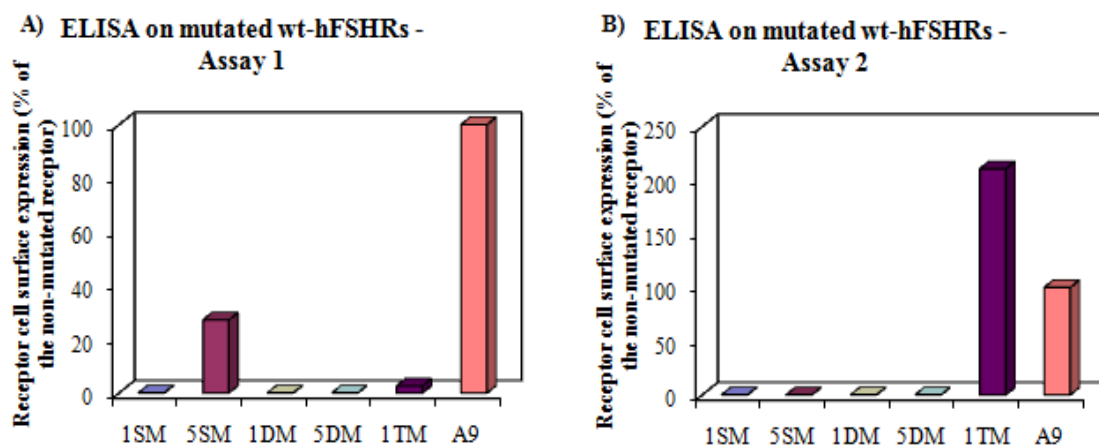 A) ELISA on mutated wt-hFSHRs -
Assay 1
Receptor cell surface expression (% of
the non-mutated receptor)
100
80
60
40
20
0
1SM 5SM 1DM 5DM 1TM A9
B) ELISA on mutated wt-hFSHRs -
Assay 2
Receptor cell surface expression (% of
the non-mutated receptor)
250
200
150
100
50
0
1SM 5SM 1DM 5DM 1TM A9